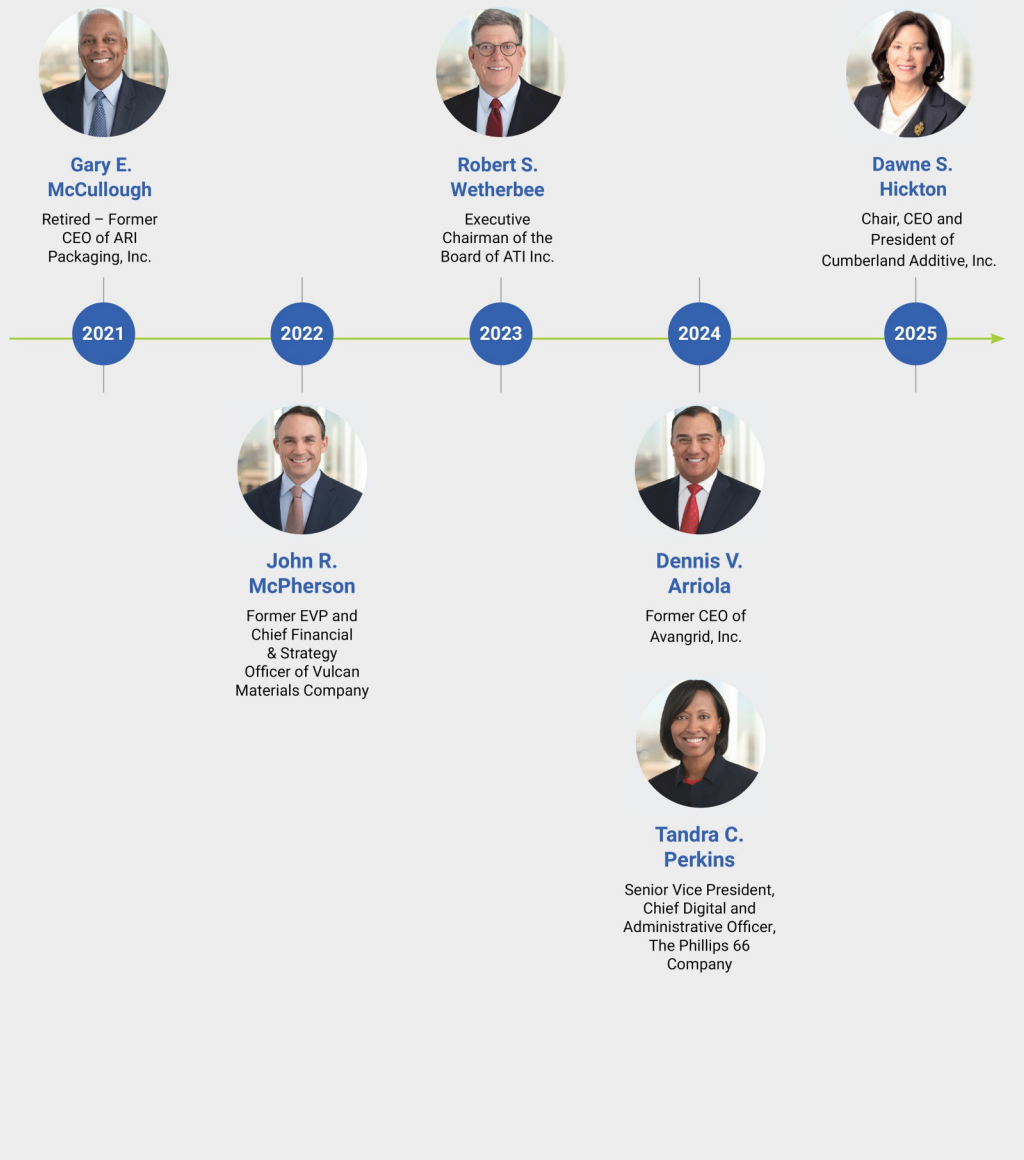 Gary E.
McCullough
Retired – Former
CEO of ARI
Packaging, Inc.
Robert S.
Wetherbee
Executive
Chairman of the
Board of ATI Inc.
Dawne S.
Hickton
Chair, CEO and
President of
Cumberland Additive, Inc.
2021
2022
2023
2024
2025
John R.
McPherson
Former EVP and
Chief Financial
& Strategy
Officer of Vulcan
Materials Company
Dennis V.
Arriola
Former CEO of
Avangrid, Inc.
Tandra C.
Perkins
Senior Vice President,
Chief Digital and
Administrative Officer,
The Phillips 66
Company